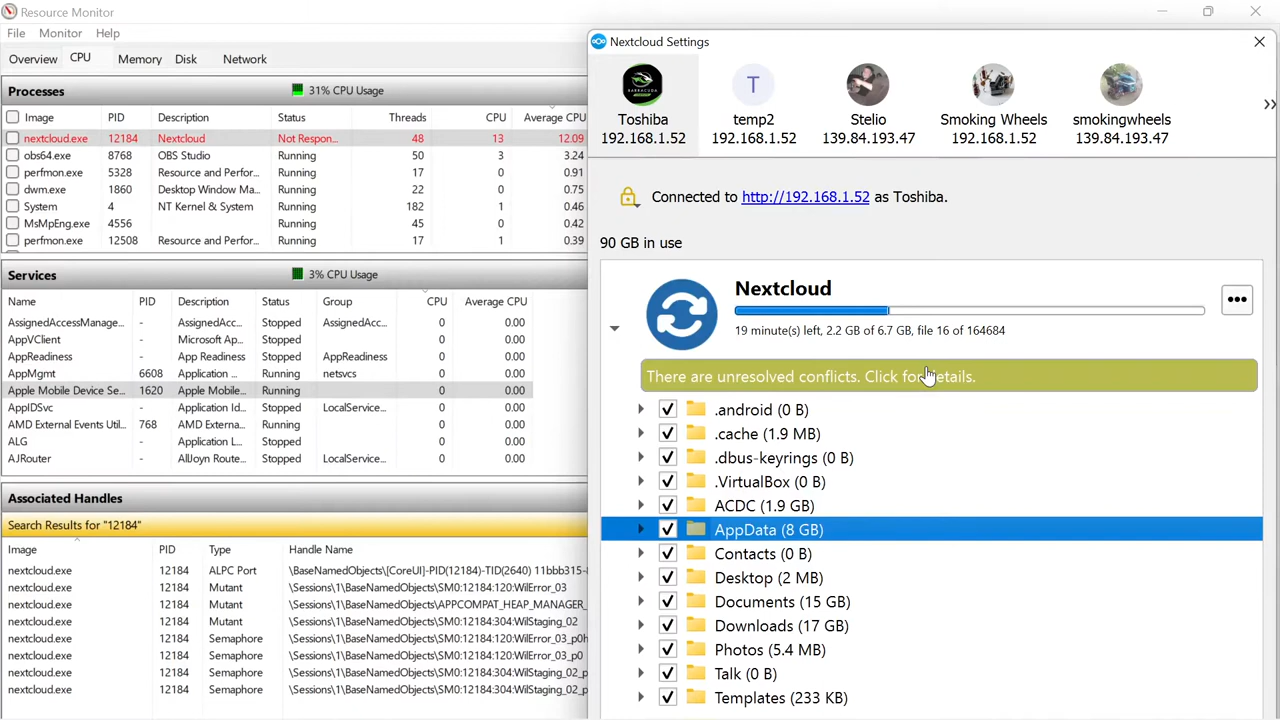 Resource Monitor
File Monitor Help
Overview CPU Memory Disk Network
Processes 31% CPU Usage
Image PID Description Status Threads CPU Average CPU
nextcloud.exe 12184 Nextcloud Not Respon... 48 13 12.09
obs64.exe 8768 OBS Studio Running 50 3 3.24
perfmon.exe 5328 Resource and Perfor... Running 17 0 0.91
dwm.exe 1860 Desktop Window Ma... Running 22 0 0.75
System 4 NT Kernel & System Running 182 1 0.46
MsMpEng.exe 4556 Running 45 0 0.42
perfmon.exe 12508 Resource and Perfor... Running 17 1 0.39
Services 3% CPU Usage
Name PID Description Status Group CPU Average CPU
AssignedAccessManage... - AssignedAcc... Stopped AssignedAcc... 0 0.00
AppVClient - Microsoft Ap... Stopped 0 0.00
AppReadiness - App Readiness Stopped AppReadiness 0 0.00
AppMgmt 6608 Application ... Running netsvcs 0 0.00
Apple Mobile Device Se... 1620 Apple Mobile... Running 0 0.00
AppIDSvc - Application Id... Stopped LocalService... 0 0.00
AMD External Events Util... 768 AMD Externa... Running 0 0.00
ALG - Application L... Stopped 0 0.00
AJRouter - AllJoyn Route... Stopped LocalService... 0 0.00
Associated Handles
Search Results for "12184"
Image PID Type Handle Name
nextcloud.exe 12184 ALPC Port \BaseNamedObjects\[CoreUI]-PID(12184)-TID(2640) 11bbb315-8
nextcloud.exe 12184 Mutant \Sessions\1\BaseNamedObjects\SM0:12184:120:WilError_03
nextcloud.exe 12184 Mutant \Sessions\1\BaseNamedObjects\APPCOMPAT_HEAP_MANAGER_
nextcloud.exe 12184 Mutant \Sessions\1\BaseNamedObjects\SM0:12184:304:WilStaging_02
nextcloud.exe 12184 Semaphore \Sessions\1\BaseNamedObjects\SM0:12184:120:WilError_03_p0h
nextcloud.exe 12184 Semaphore \Sessions\1\BaseNamedObjects\SM0:12184:120:WilError_03_p0
nextcloud.exe 12184 Semaphore \Sessions\1\BaseNamedObjects\SM0:12184:304:WilStaging_02_p
nextcloud.exe 12184 Semaphore \Sessions\1\BaseNamedObjects\SM0:12184:304:WilStaging_02_p
Nextcloud Settings
BARRACUDA
T
Toshiba temp2 Stelio Smoking Wheels smokingwheels
192.168.1.52 192.168.1.52 139.84.193.47 192.168.1.52 139.84.193.47
Connected to http://192.168.1.52 as Toshiba.
90 GB in use
Nextcloud
19 minute(s) left, 2.2 GB of 6.7 GB, file 16 of 164684
There are unresolved conflicts. Click for details.
.android (0 B)
.cache (1.9 MB)
.dbus-keyrings (0 B)
.VirtualBox (0 B)
ACDC (1.9 GB)
AppData (8 GB)
Contacts (0 B)
Desktop (2 MB)
Documents (15 GB)
Downloads (17 GB)
Photos (5.4 MB)
Talk (0 B)
Templates (233 KB)